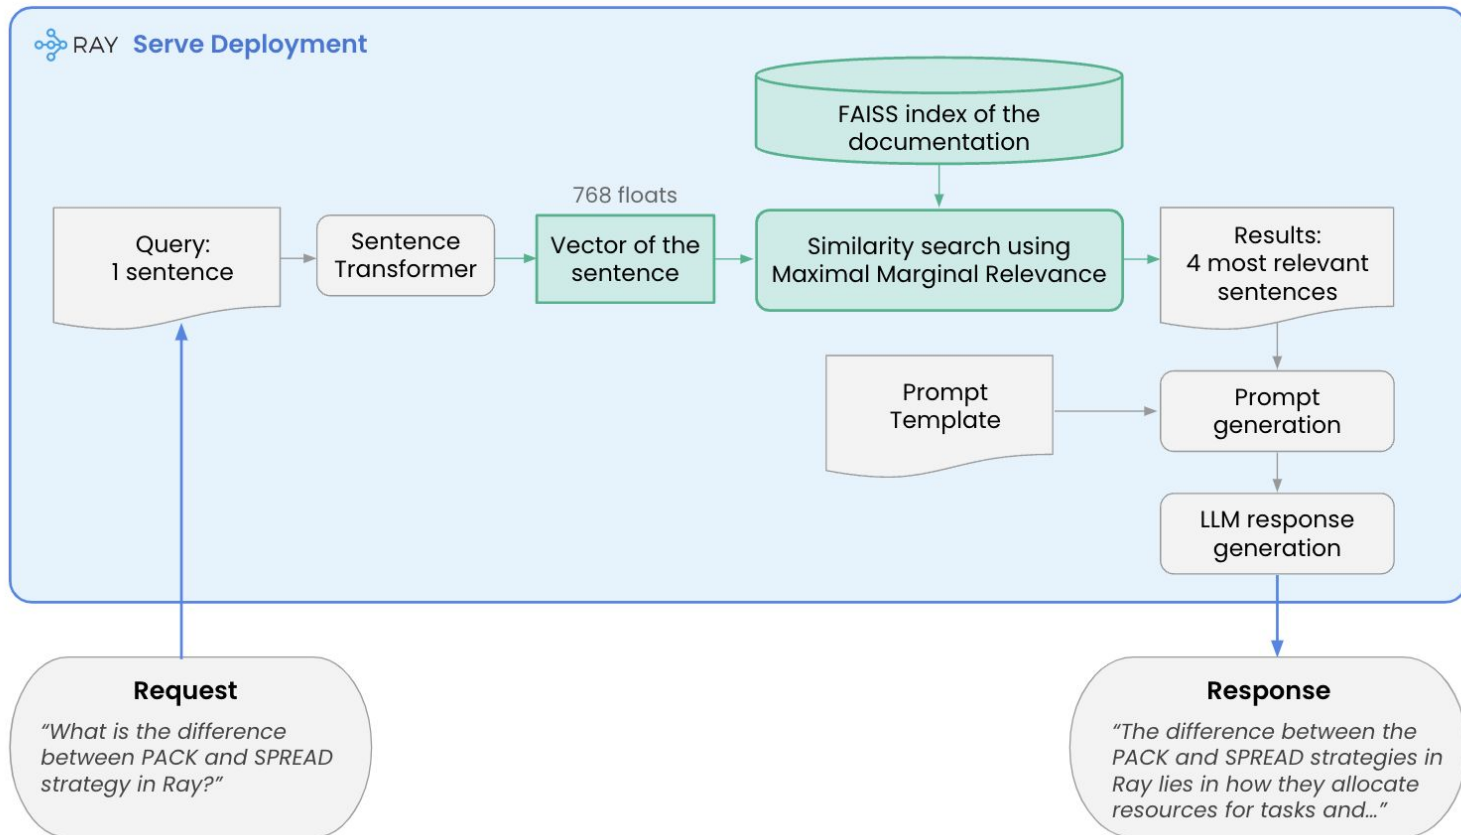 RAY Serve Deployment
FAISS index of the
documentation
768 floats
Query:
1 sentence
Sentence
Transformer
Vector of the
sentence
Similarity search using
Maximal Marginal Relevance
Results:
4 most relevant
sentences
Prompt
Template
Prompt
generation
LLM response
generation
Request
“What is the difference
between PACK and SPREAD
strategy in Ray?”
Response
“The difference between the
PACK and SPREAD strategies in
Ray lies in how they allocate
resources for tasks and...”